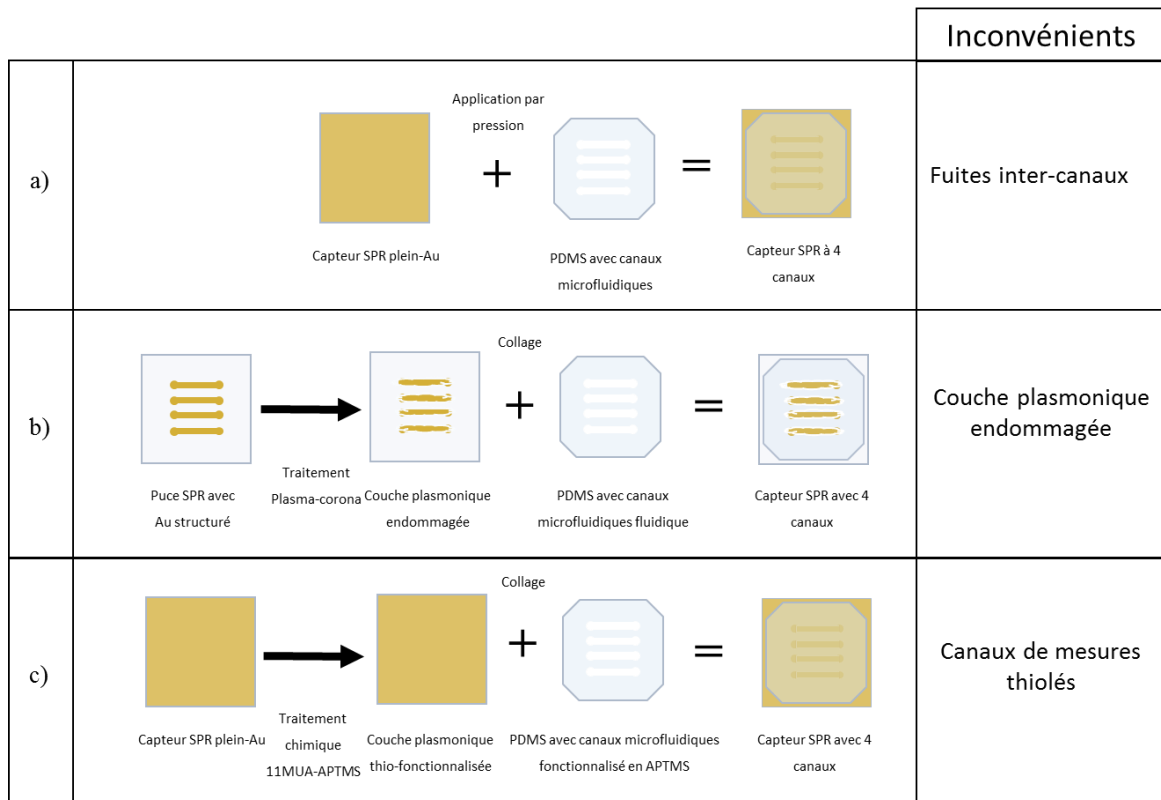 Inconvénients
a)
Application par
pression
+
=
Capteur SPR plein-Au
PDMS avec canaux
microfluidiques
Capteur SPR à 4
canaux
Fuites inter-canaux
b)
Collage
+
=
Traitement
Plasma-corona
Puce SPR avec
Au structuré
Couche plasmonique
endommagée
PDMS avec canaux
microfluidiques fluidique
Capteur SPR avec 4
canaux
Couche plasmonique
endommagée
c)
Collage
+
=
Capteur SPR plein-Au
Traitement
chimique
11MUA-APTMS
Couche plasmonique
thio-fonctionnalisée
PDMS avec canaux microfluidiques
fonctionnalisé en APTMS
Capteur SPR avec 4
canaux
Canaux de mesures
thiolés